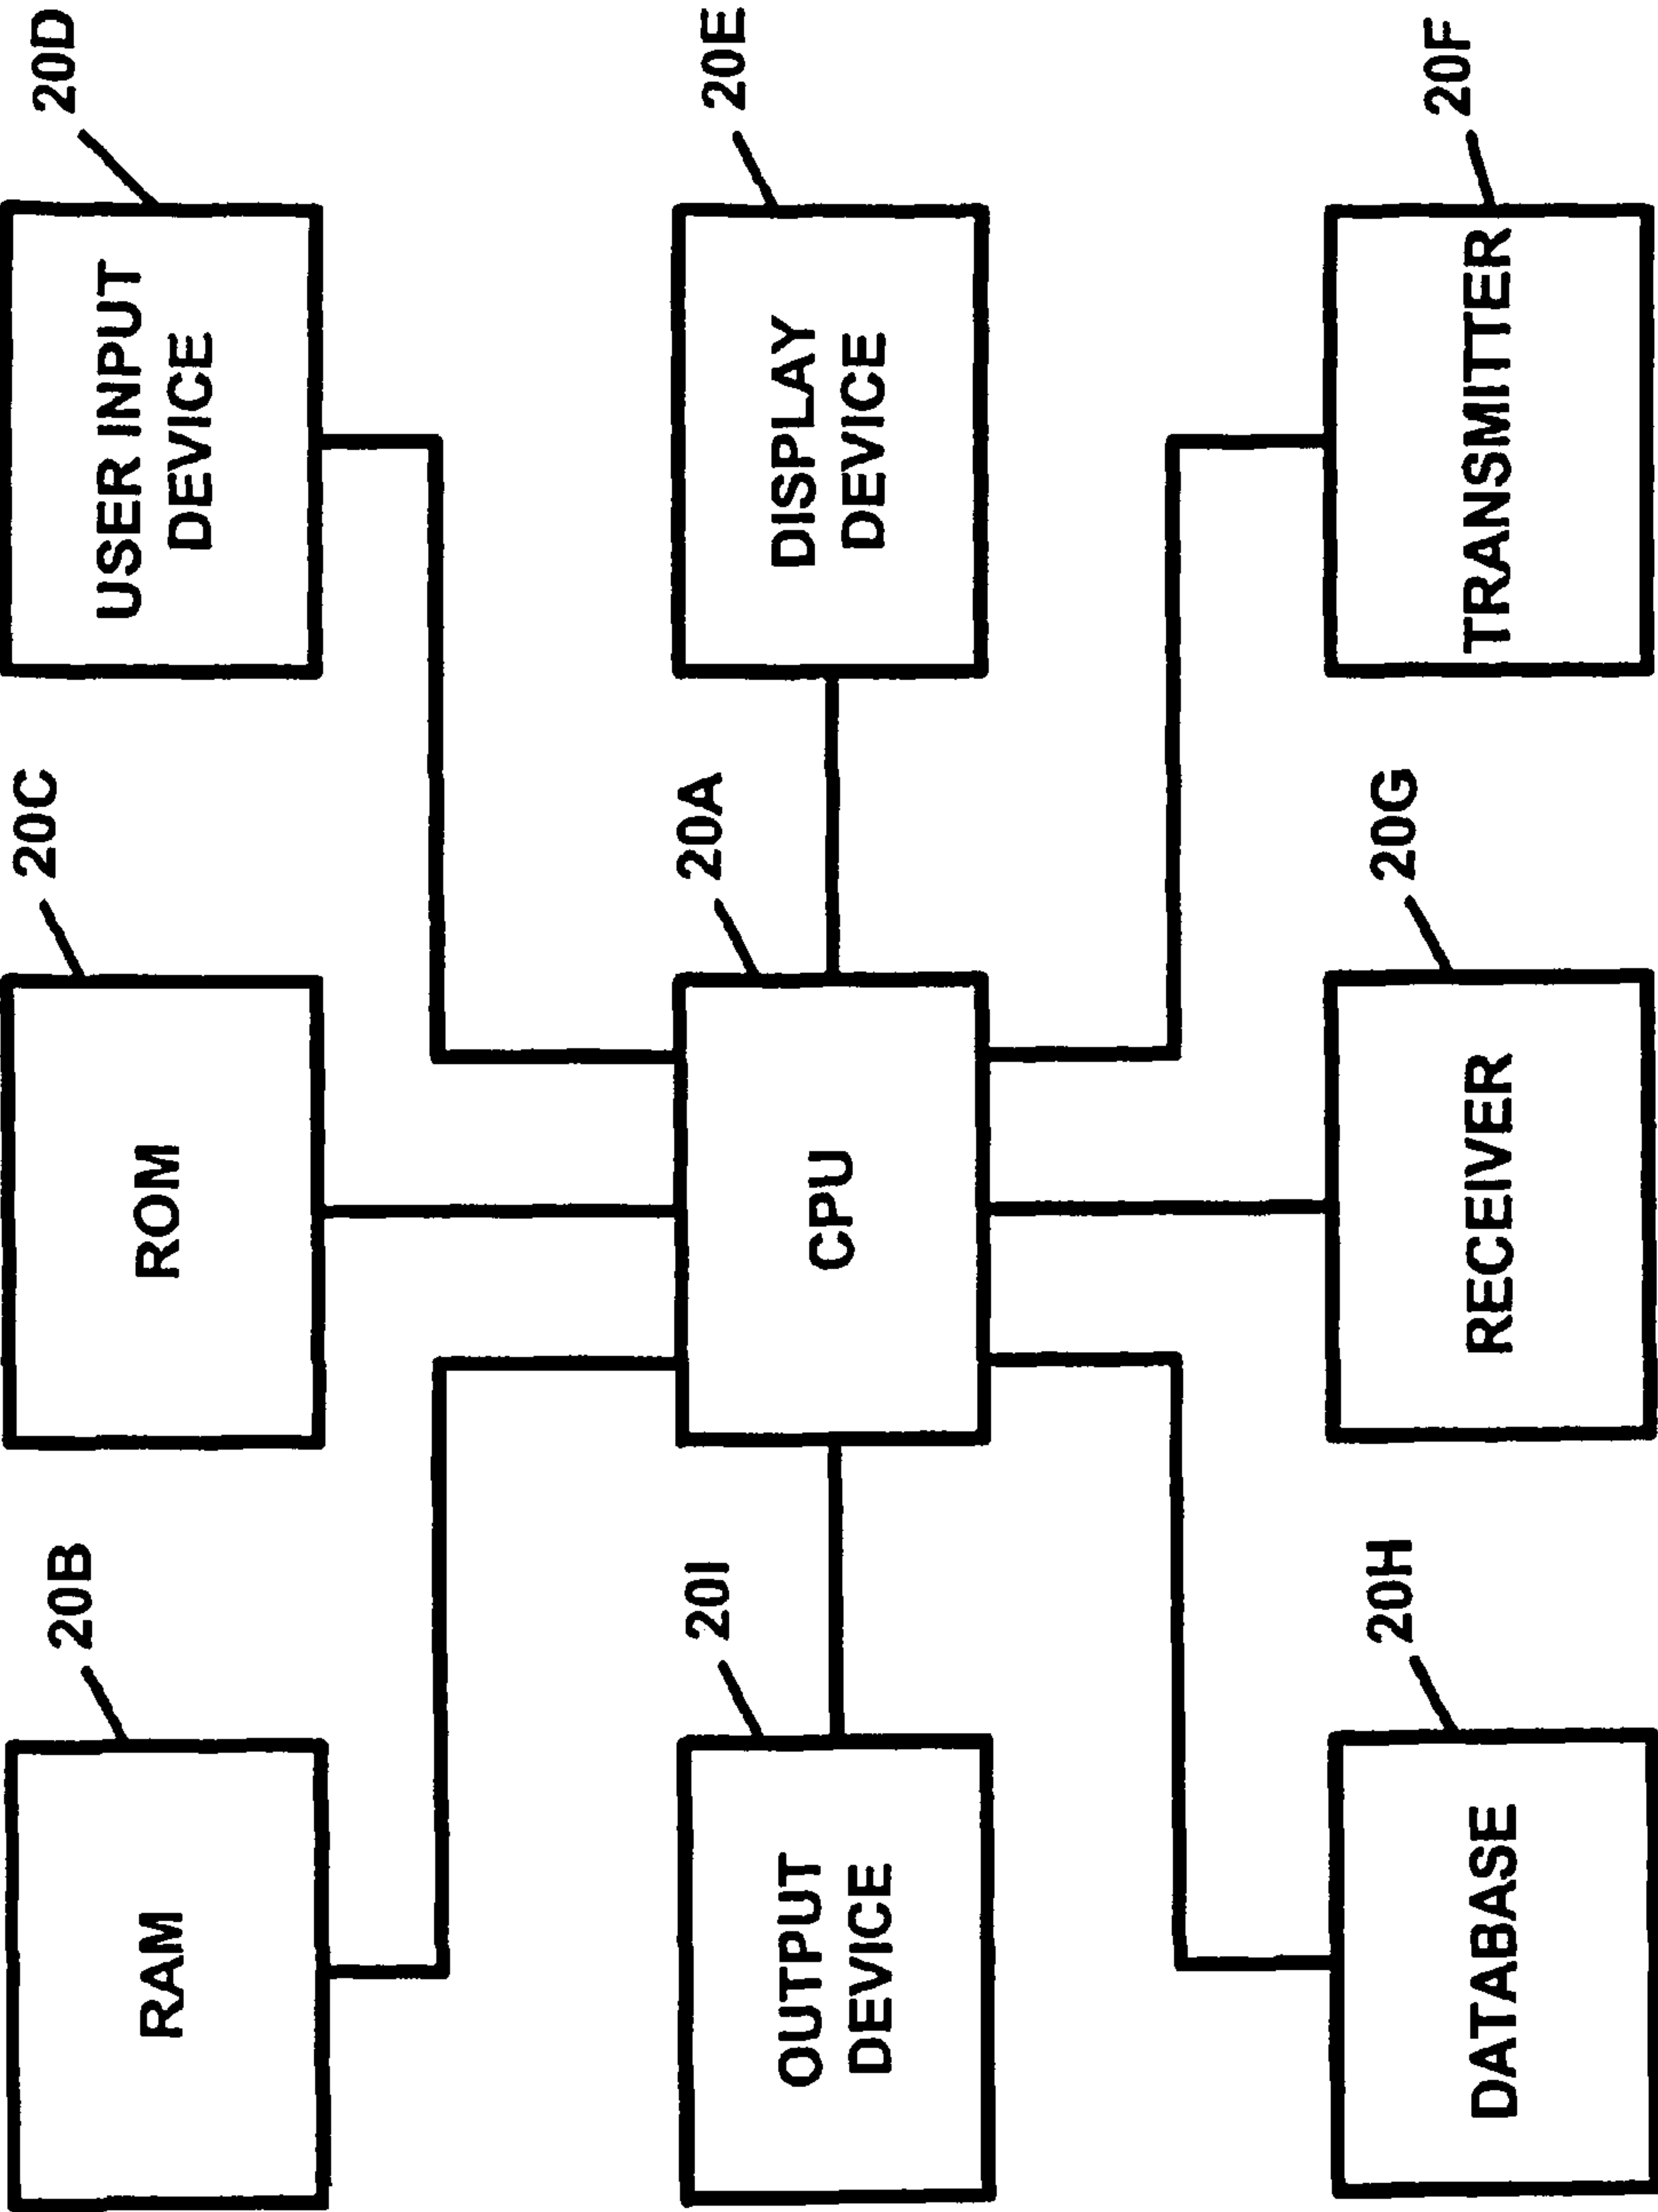 20B
20C
20D
RAM
ROM
USER INPUT
DEVICE
20I
20A
20E
OUTPUT
DEVICE
CPU
DISPLAY
DEVICE
20H
20G
20F
DATABASE
RECEIVER
TRANSMITTER